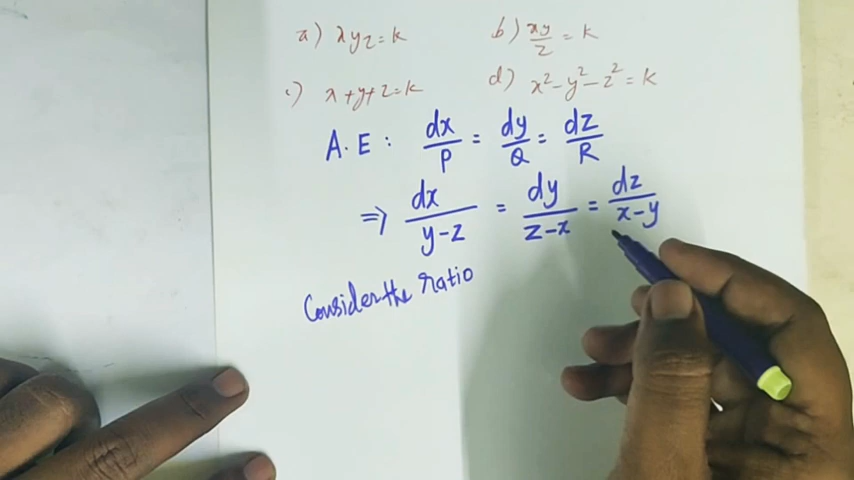 a) xyz=k b) xy/z = k
c) x+y+z=k d) x²-y²-z²=k
A.E: dx/P = dy/Q = dz/R
⇒ dx/y-z = dy/z-x = dz/x-y
Consider the ratio